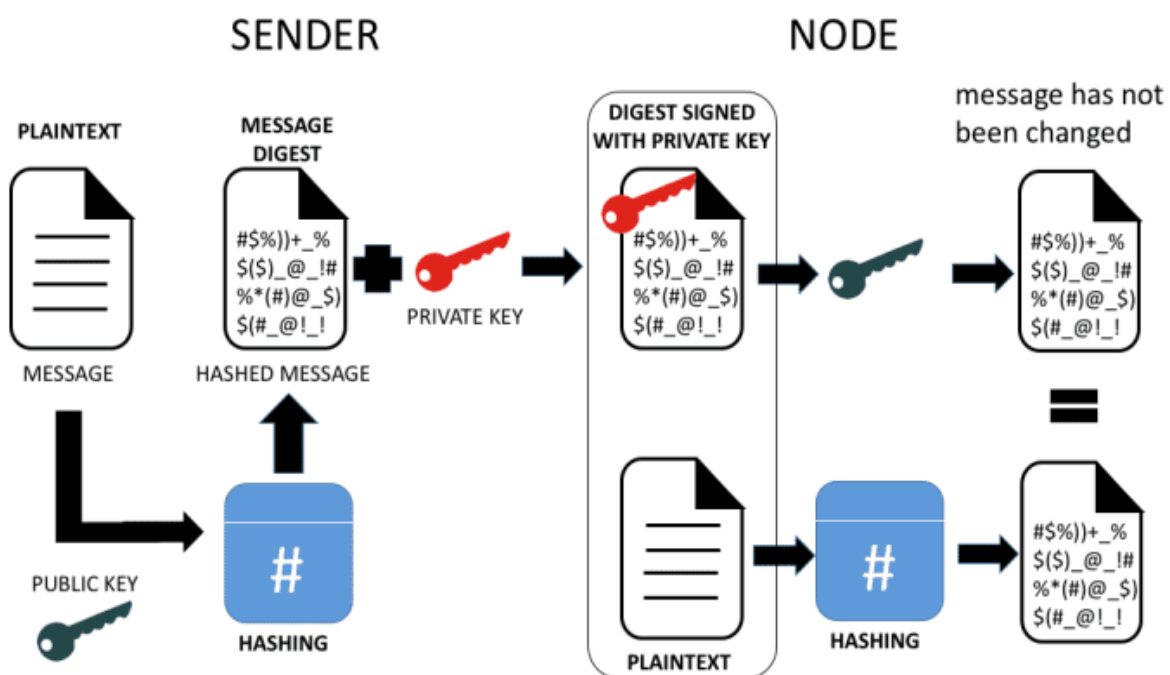 SENDER
NODE
PLAINTEXT
MESSAGE
DIGEST
DIGEST SIGNED
WITH PRIVATE KEY
message has not
been changed
#$%))+_%
$($)_@_!#
%*(#)@_$)
$(#_@!_!
#$%))+_%
$($)_@_!#
%*(#)@_$)
$(#_@!_!
#$%))+_%
$($)_@_!#
%*(#)@_$)
$(#_@!_!
PRIVATE KEY
MESSAGE
HASHED MESSAGE
=
PUBLIC KEY
#
HASHING
PLAINTEXT
#
HASHING
#$%))+_%
$($)_@_!#
%*(#)@_$)
$(#_@!_!